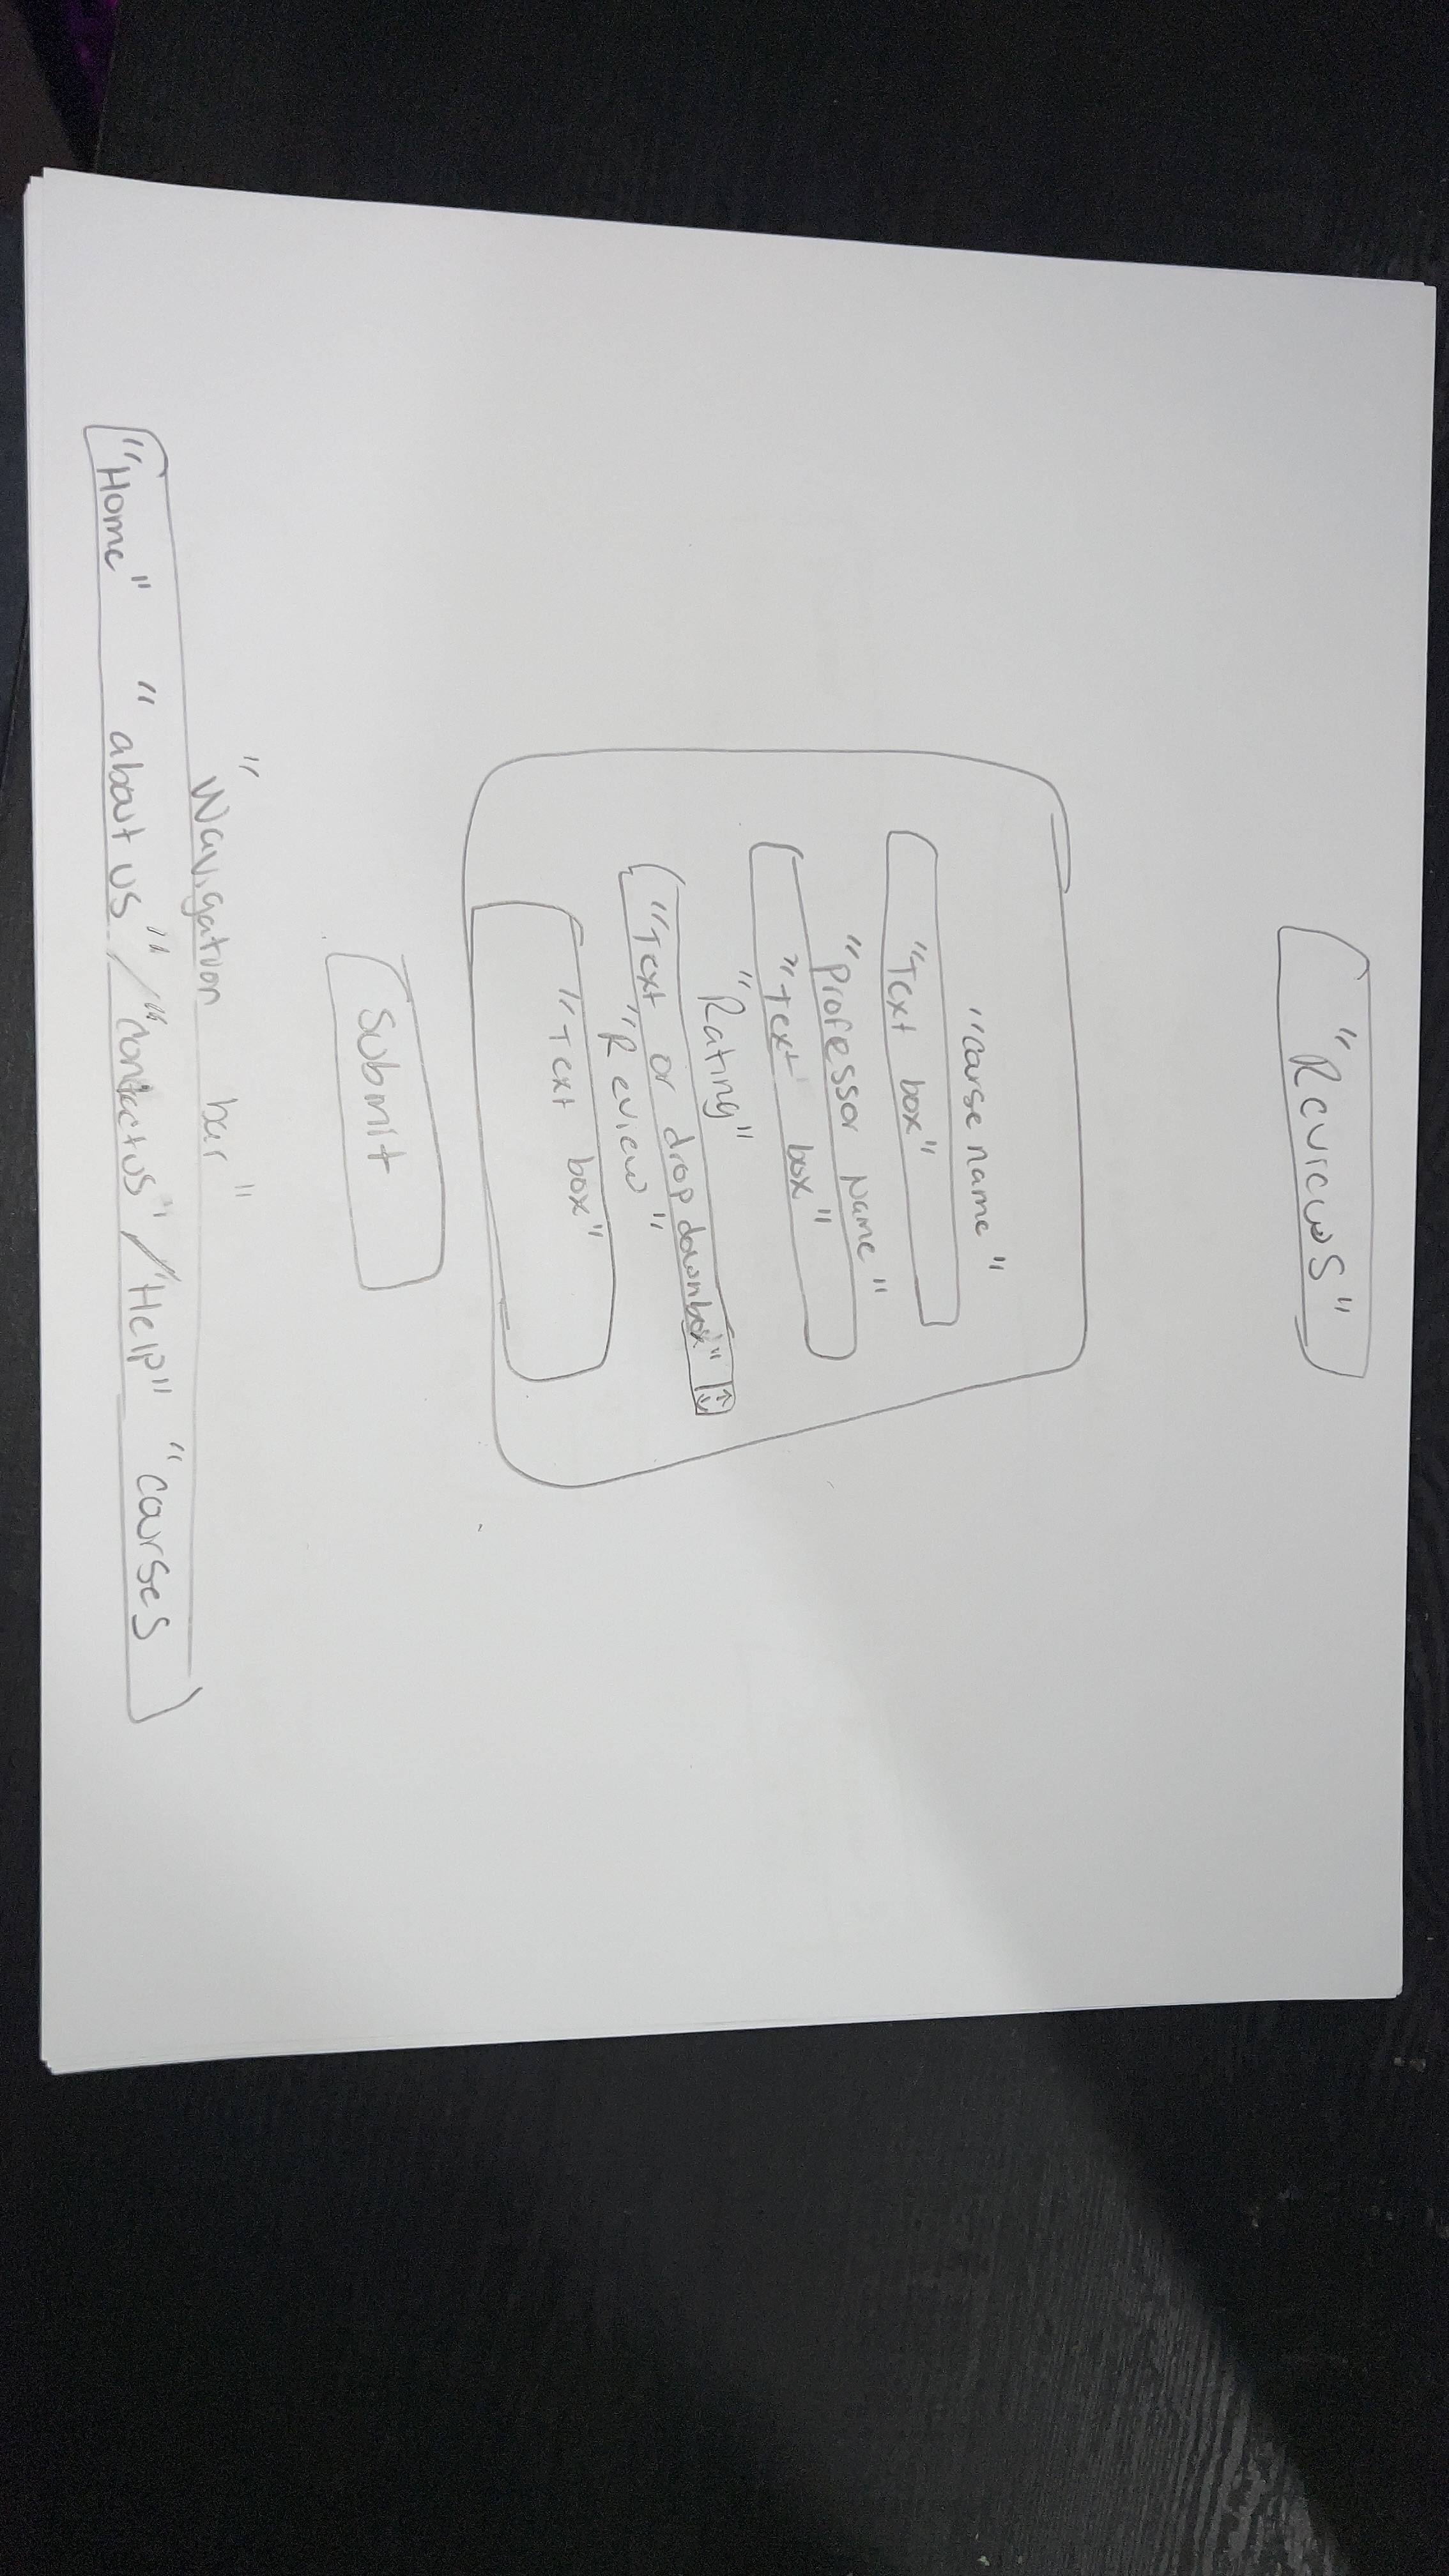 "Reviews"
"Course name"
"Text box"
"Professor Name"
"Text box"
"Rating"
"Text or drop downbox"
"Review"
"Text box"
Submit
"Navigation bar"
"Home" "about us" / "contact us" / "Help" "courses